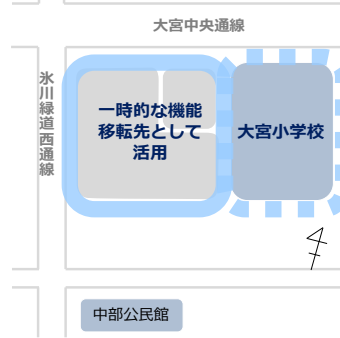 大宮中央通線
氷川緑道西通線
一時的な機能
移転先として
活用
大宮小学校
中部公民館